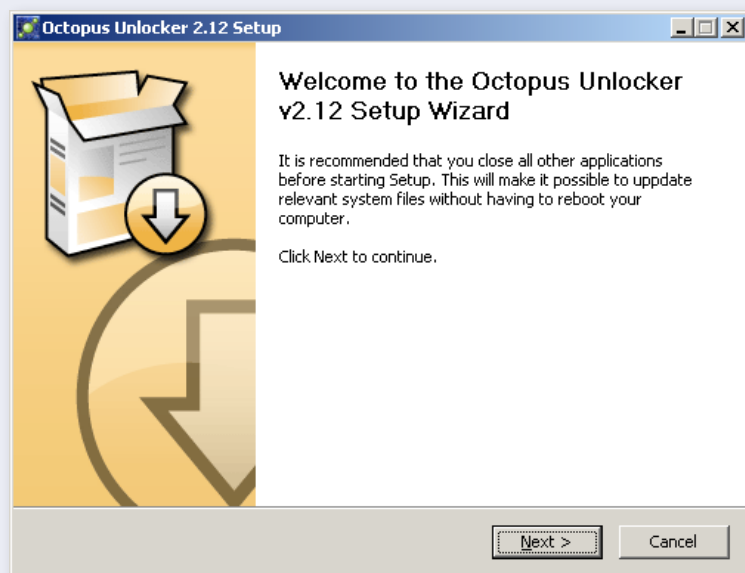 Octopus Unlocker 2.12 Setup
Welcome to the Octopus Unlocker
v2.12 Setup Wizard
It is recommended that you close all other applications
before starting Setup. This will make it possible to uppdate
relevant system files without having to reboot your
computer.
Click Next to continue.
Next >
Cancel